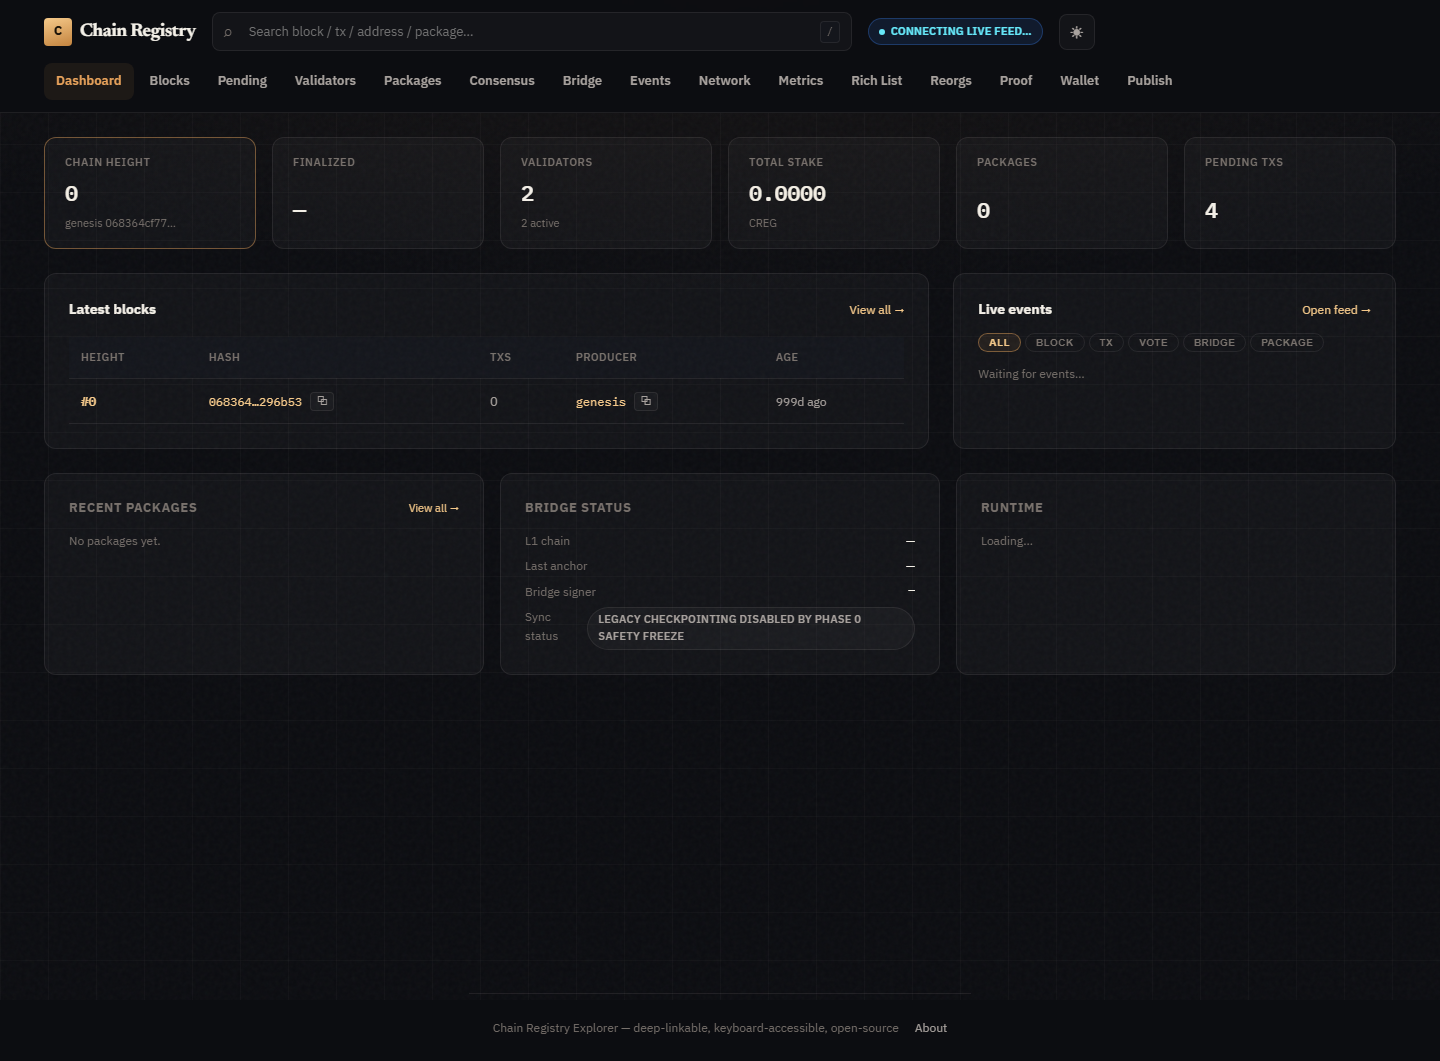 C Chain Registry
Search block / tx / address / package... /
CONNECTING LIVE FEED...
Dashboard Blocks Pending Validators Packages Consensus Bridge Events Network Metrics Rich List Reorgs Proof Wallet Publish
CHAIN HEIGHT
0
genesis 068364cf77...
FINALIZED
—
VALIDATORS
2
2 active
TOTAL STAKE
0.0000
CREG
PACKAGES
0
PENDING TXS
4
Latest blocks View all →
HEIGHT HASH TXS PRODUCER AGE
#0 068364…296b53 0 genesis 999d ago
Live events Open feed →
ALL BLOCK TX VOTE BRIDGE PACKAGE
Waiting for events...
RECENT PACKAGES View all →
No packages yet.
BRIDGE STATUS
L1 chain —
Last anchor —
Bridge signer —
Sync status
LEGACY CHECKPOINTING DISABLED BY PHASE 0
SAFETY FREEZE
RUNTIME
Loading...
Chain Registry Explorer — deep-linkable, keyboard-accessible, open-source About